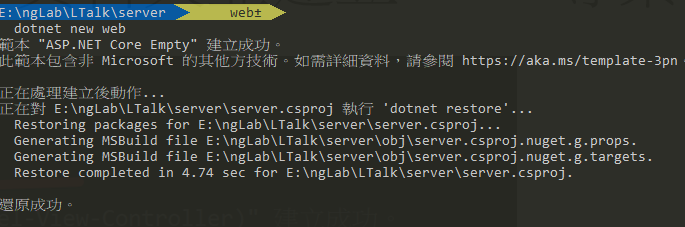 E:\ngLab\LTalk\server web±
dotnet new web
範本 "ASP.NET Core Empty" 建立成功。
此範本包含非 Microsoft 的其他方技術。如需詳細資料，請參閱 https://aka.ms/template-3pn
正在處理建立後動作...
正在對 E:\ngLab\LTalk\server\server.csproj 執行 'dotnet restore'...
Restoring packages for E:\ngLab\LTalk\server\server.csproj...
Generating MSBuild file E:\ngLab\LTalk\server\obj\server.csproj.nuget.g.props.
Generating MSBuild file E:\ngLab\LTalk\server\obj\server.csproj.nuget.g.targets.
Restore completed in 4.74 sec for E:\ngLab\LTalk\server\server.csproj.
還原成功。